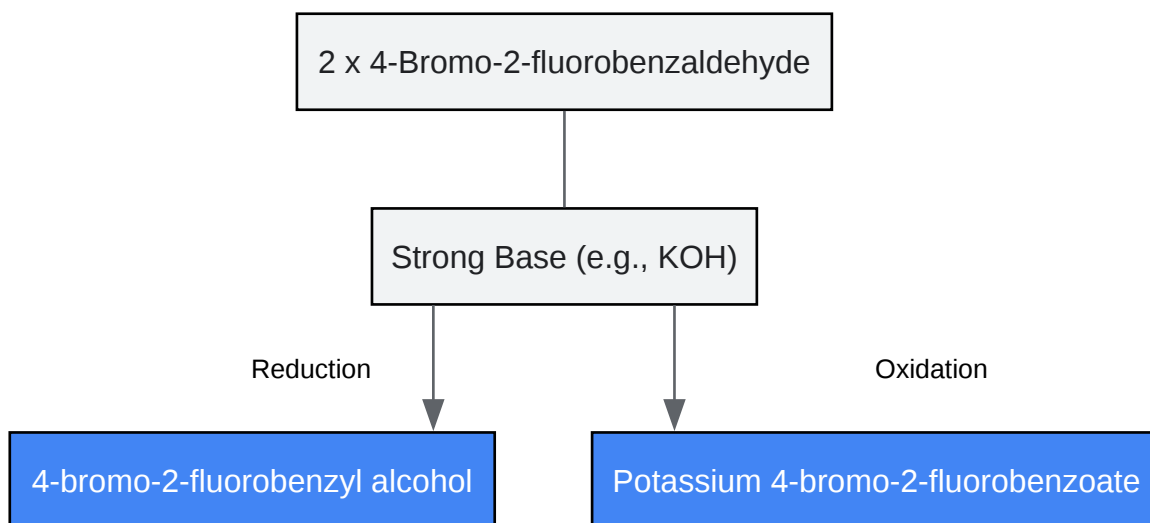 2 x 4-Bromo-2-fluorobenzaldehyde
Strong Base (e.g., KOH)
Reduction
Oxidation
4-bromo-2-fluorobenzyl alcohol
Potassium 4-bromo-2-fluorobenzoate